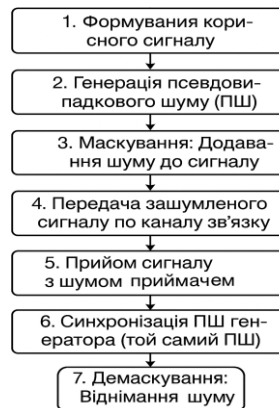 1. Формування кори-
сного сигналу
2. Генерація псевдови-
падкового шуму (ПШ)
3. Маскування: Додава-
ння шуму до сигналу
4. Передача зашумленого
сигналу по каналу зв'язку
5. Прийом сигналу
з шумом приймачем
6. Синхронізація ПШ ген-
ератора (той самий ПШ)
7. Демаскування:
Віднімання шуму